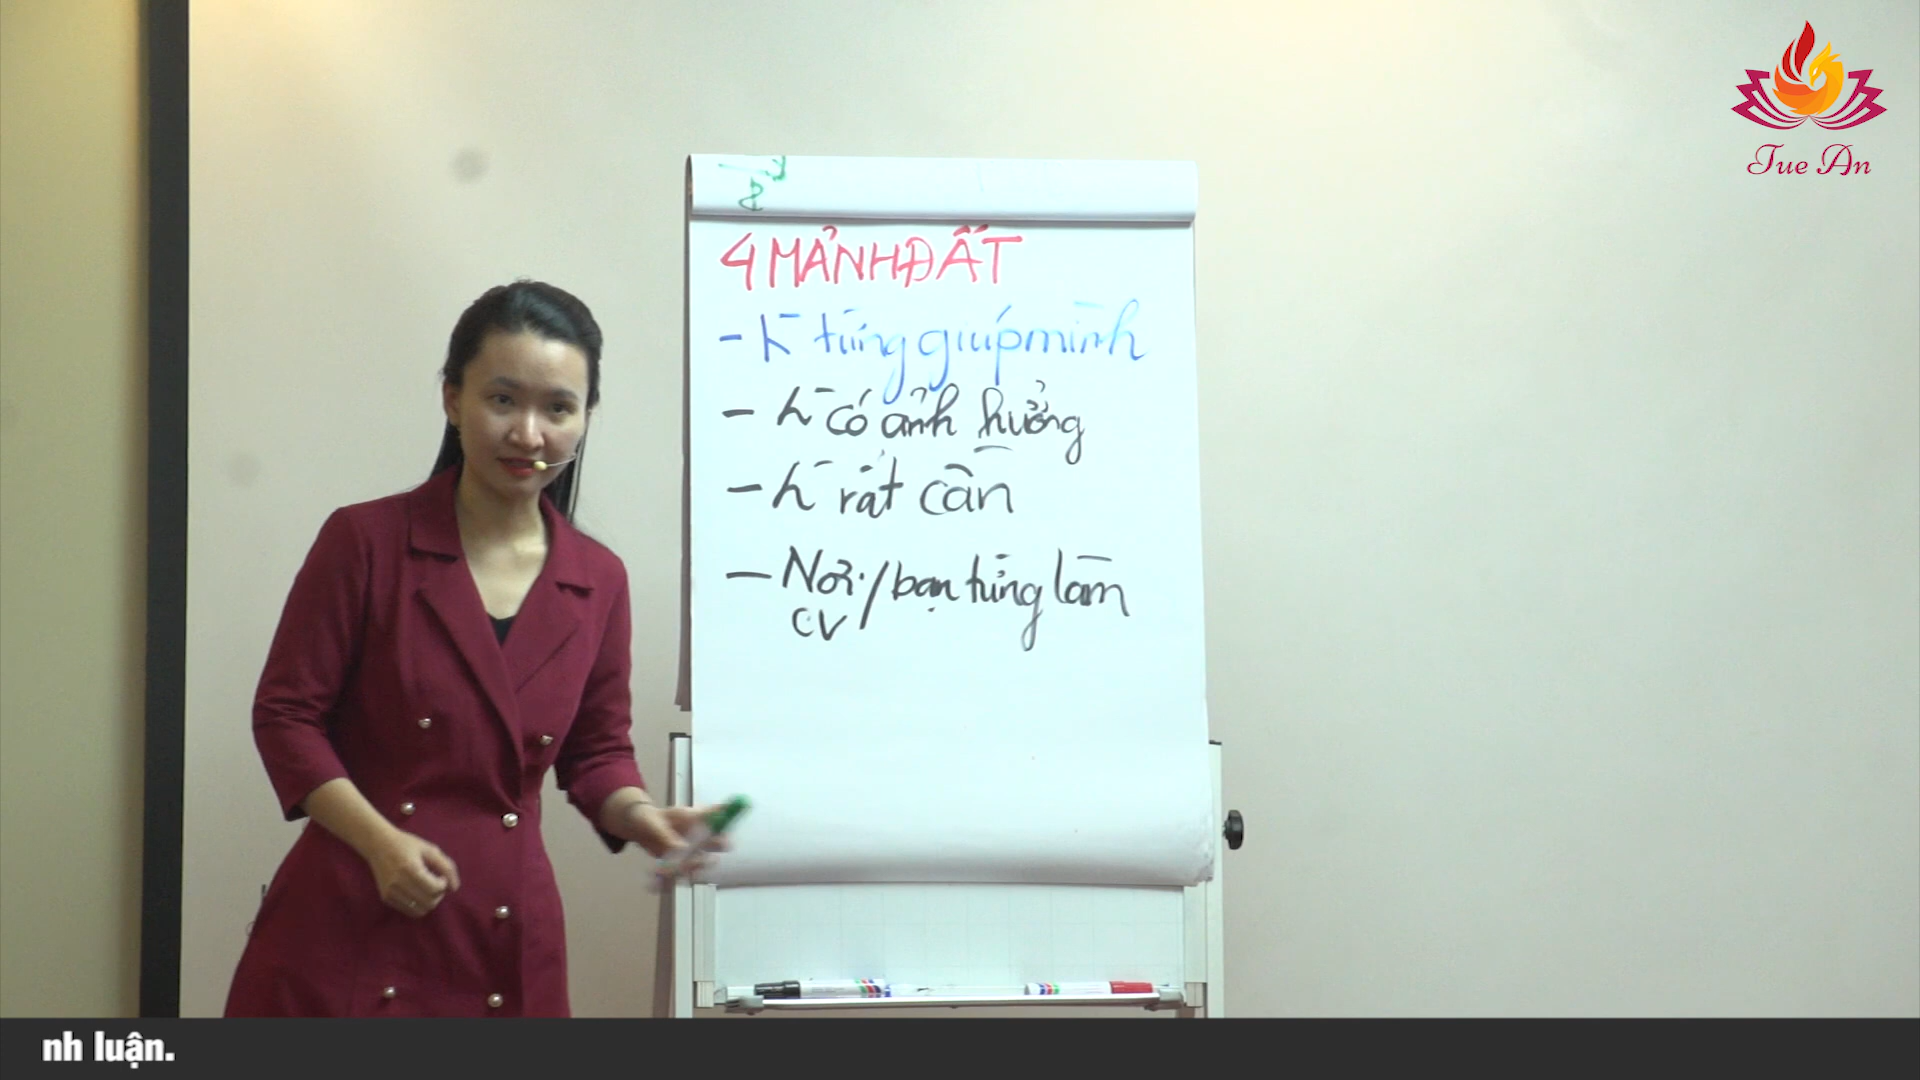 Tue An
4 MẢNH ĐẤT
- từng giúp mình
- có ảnh hưởng
- rất cần
- Nơi / bạn từng làm
CV
nh luận.